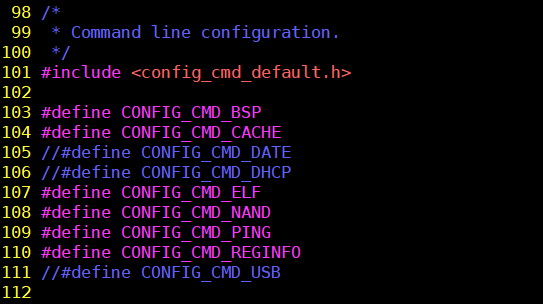 98 /*
99  * Command line configuration.
100  */
101 #include <config_cmd_default.h>
102
103 #define CONFIG_CMD_BSP
104 #define CONFIG_CMD_CACHE
105 //#define CONFIG_CMD_DATE
106 //#define CONFIG_CMD_DHCP
107 #define CONFIG_CMD_ELF
108 #define CONFIG_CMD_NAND
109 #define CONFIG_CMD_PING
110 #define CONFIG_CMD_REGINFO
111 //#define CONFIG_CMD_USB
112